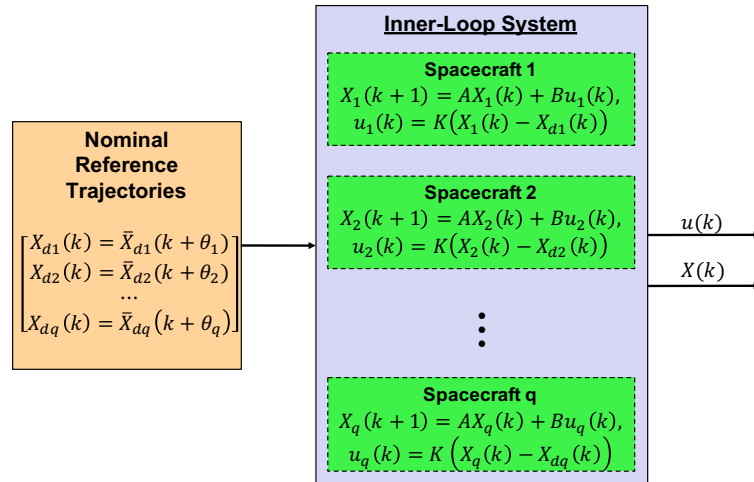 Nominal
Reference
Trajectories
X_{d1}(k) = X̄_{d1}(k + θ_1)
X_{d2}(k) = X̄_{d2}(k + θ_2)
...
X_{dq}(k) = X̄_{dq}(k + θ_q)
Inner-Loop System
Spacecraft 1
X_1(k + 1) = AX_1(k) + Bu_1(k),
u_1(k) = K(X_1(k) − X_{d1}(k))
Spacecraft 2
X_2(k + 1) = AX_2(k) + Bu_2(k),
u_2(k) = K(X_2(k) − X_{d2}(k))
Spacecraft q
X_q(k + 1) = AX_q(k) + Bu_q(k),
u_q(k) = K(X_q(k) − X_{dq}(k))
u(k)
X(k)